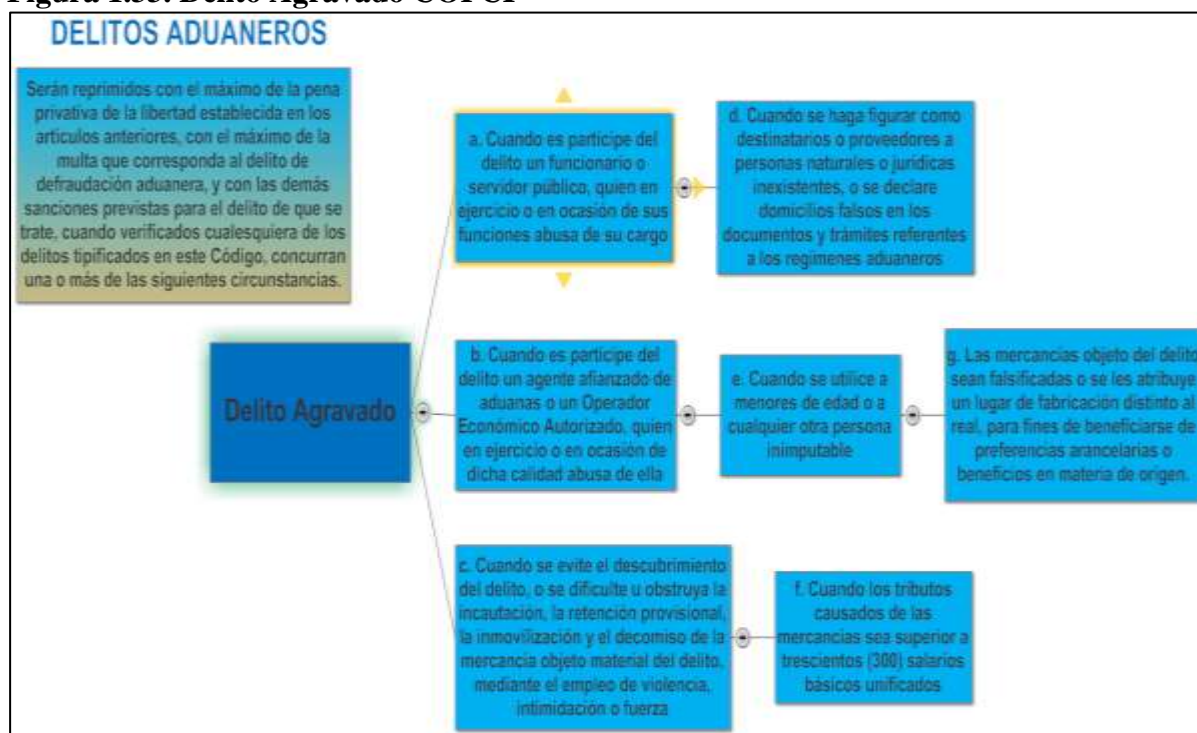 DELITOS ADUANEROS
Serán reprimidos con el máximo de la pena
privativa de la libertad establecida en los
artículos anteriores, con el máximo de la
multa que corresponda al delito de
defraudación aduanera, y con las demás
sanciones previstas para el delito de que se
trate, cuando verificados cualesquiera de los
delitos tipificados en este Código, concurran
una o más de las siguientes circunstancias.
Delito Agravado
a. Cuando es partícipe del
delito un funcionario o
servidor público, quien en
ejercicio o en ocasión de sus
funciones abusa de su cargo
d. Cuando se haga figurar como
destinatarios o proveedores a
personas naturales o jurídicas
inexistentes, o se declare
domicilios falsos en los
documentos y trámites referentes
a los regímenes aduaneros
b. Cuando es partícipe del
delito un agente afianzado de
aduanas o un Operador
Económico Autorizado, quien
en ejercicio o en ocasión de
dicha calidad abusa de ella
e. Cuando se utilice a
menores de edad o a
cualquier otra persona
inimputable
g. Las mercancías objeto del delito
sean falsificadas o se les atribuye
un lugar de fabricación distinto al
real, para fines de beneficiarse de
preferencias arancelarias o
beneficios en materia de origen.
c. Cuando se evite el descubrimiento
del delito, o se dificulte u obstruya la
incautación, la retención provisional,
la inmovilización y el decomiso de la
mercancía objeto material del delito,
mediante el empleo de violencia,
intimidación o fuerza
f. Cuando los tributos
causados de las
mercancías sea superior a
trescientos (300) salarios
básicos unificados